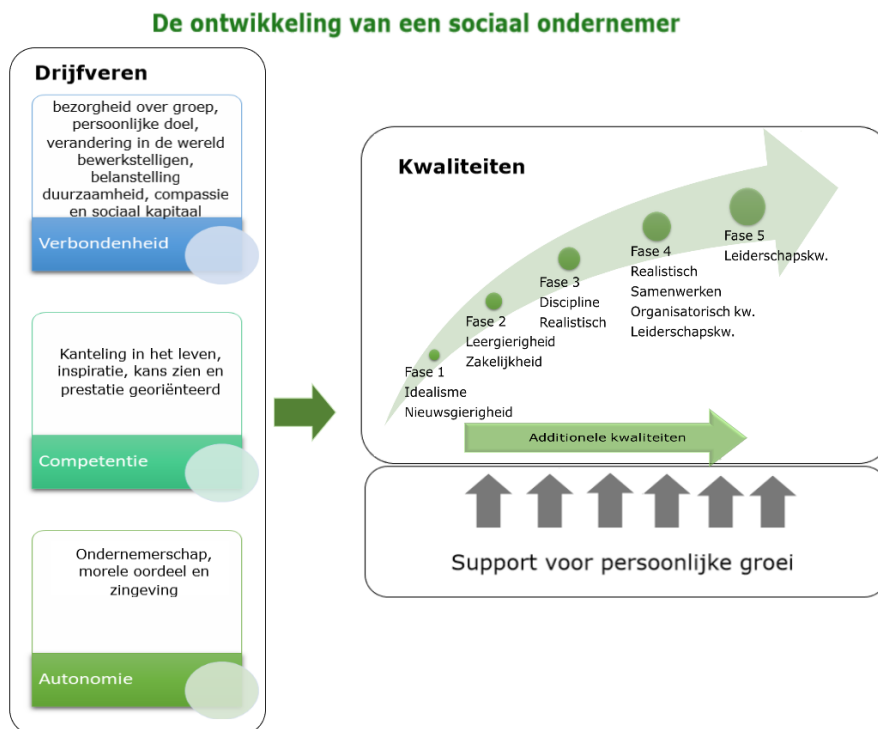 De ontwikkeling van een sociaal ondernemer
Drijfveren
bezorgheid over groep,
persoonlijke doel,
verandering in de wereld
bewerkstelligen,
belanstelling
duurzaamheid, compassie
en sociaal kapitaal
Verbondenheid
Kanteling in het leven,
inspiratie, kans zien en
prestatie georiënteerd
Competentie
Ondernemerschap,
morele oordeel en
zingeving
Autonomie
Kwaliteiten
Fase 1
Idealisme
Nieuwsgierigheid
Fase 2
Leergierigheid
Zakelijkheid
Fase 3
Discipline
Realistisch
Fase 4
Realistisch
Samenwerken
Organisatorisch kw.
Leiderschapskw.
Fase 5
Leiderschapskw.
Additionele kwaliteiten
Support voor persoonlijke groei